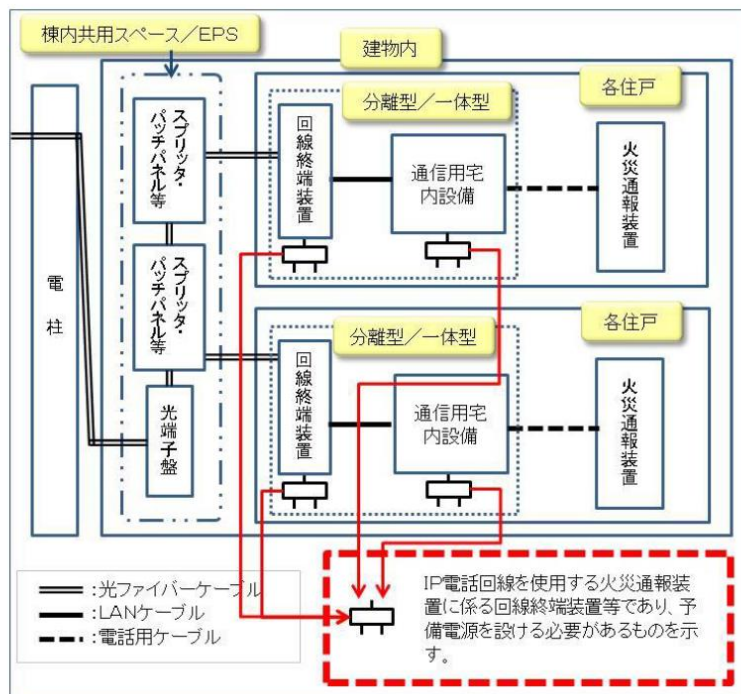 棟内共用スペース／EPS
建物内
各住戸
分離型／一体型
スプリッタ・
パッチパネル等
回線終端装置
通信用宅
内設備
火災通報装置
電柱
スプリッタ・
パッチパネル等
各住戸
分離型／一体型
回線終端装置
通信用宅
内設備
火災通報装置
光端子盤
：光ファイバーケーブル
：LANケーブル
：電話用ケーブル
IP電話回線を使用する火災通報装
置に係る回線終端装置等であり、予
備電源を設ける必要があるものを示
す。